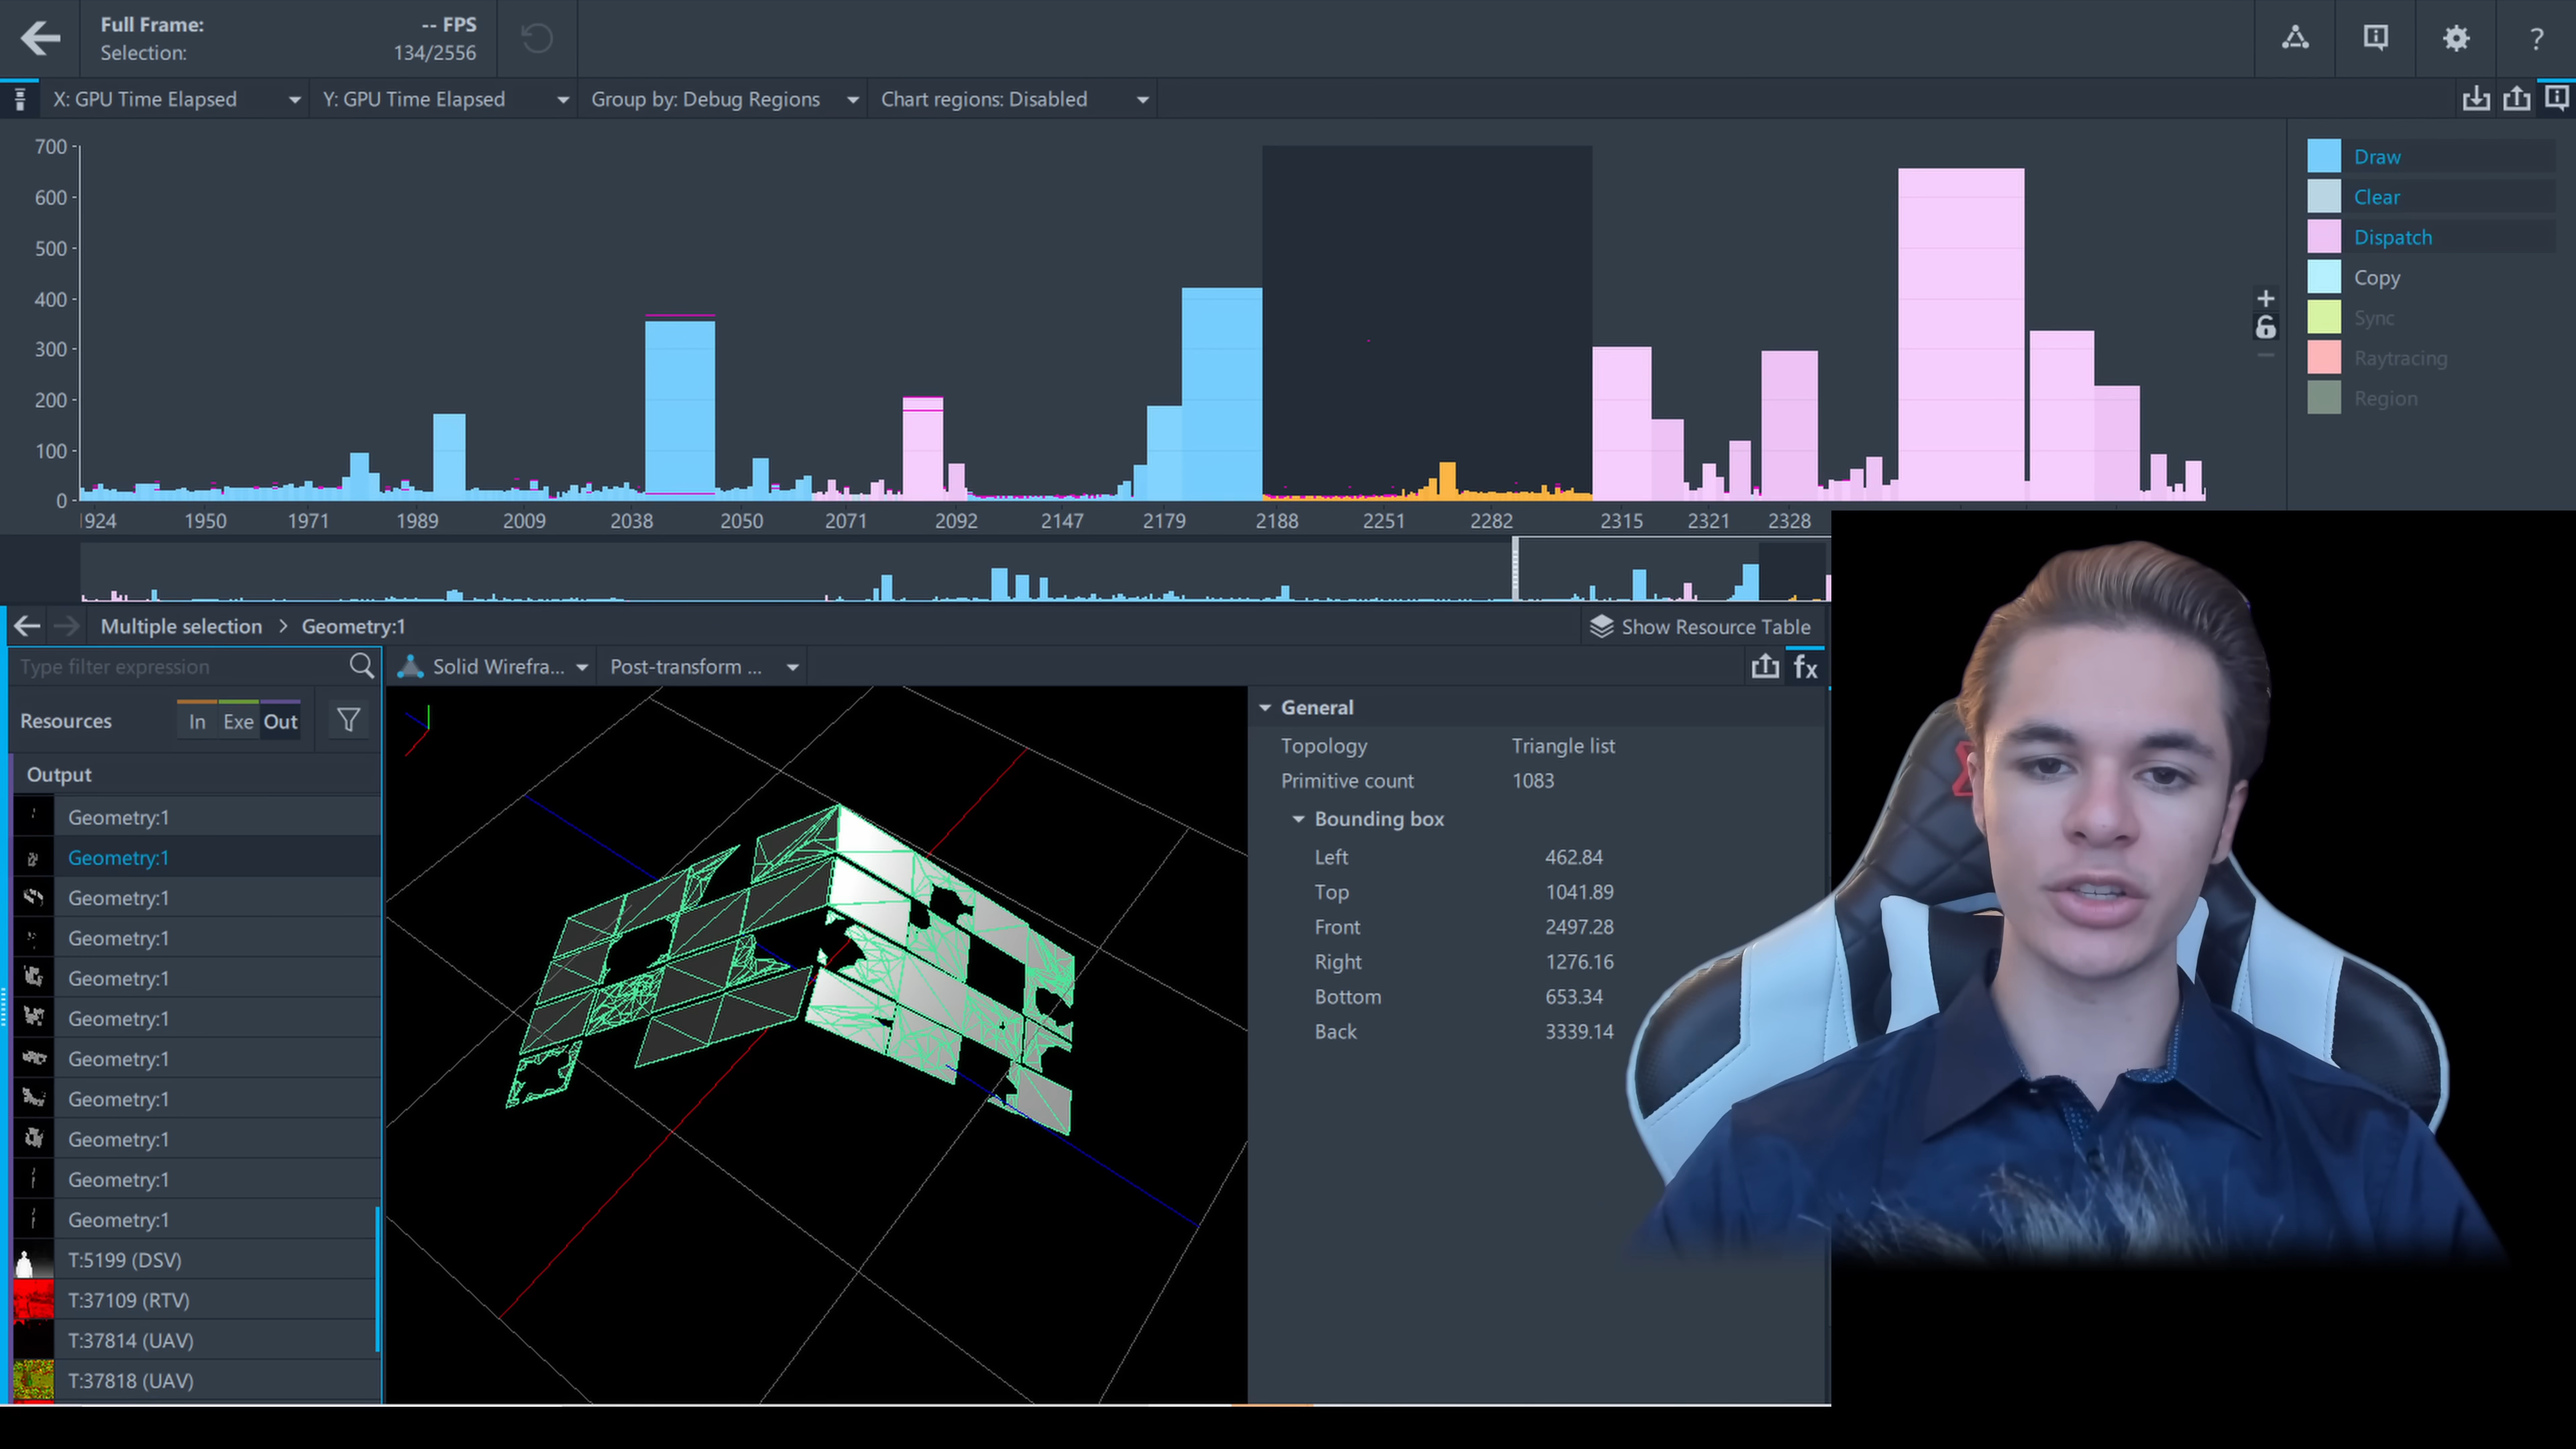 Full Frame: -- FPS
Selection: 134/2556
X: GPU Time Elapsed Y: GPU Time Elapsed Group by: Debug Regions Chart regions: Disabled
700
600
500
400
300
200
100
0
1924 1950 1971 1989 2009 2038 2050 2071 2092 2147 2179 2188 2251 2282 2315 2321 2328
Draw
Clear
Dispatch
Copy
Sync
Raytracing
Region
Multiple selection > Geometry:1 Show Resource Table
Type filter expression
Solid Wirefra... Post-transform ... fx
Resources In Exe Out
Output
Geometry:1
Geometry:1
Geometry:1
Geometry:1
Geometry:1
Geometry:1
Geometry:1
Geometry:1
Geometry:1
Geometry:1
Geometry:1
T:5199 (DSV)
T:37109 (RTV)
T:37814 (UAV)
T:37818 (UAV)
General
Topology Triangle list
Primitive count 1083
Bounding box
Left 462.84
Top 1041.89
Front 2497.28
Right 1276.16
Bottom 653.34
Back 3339.14